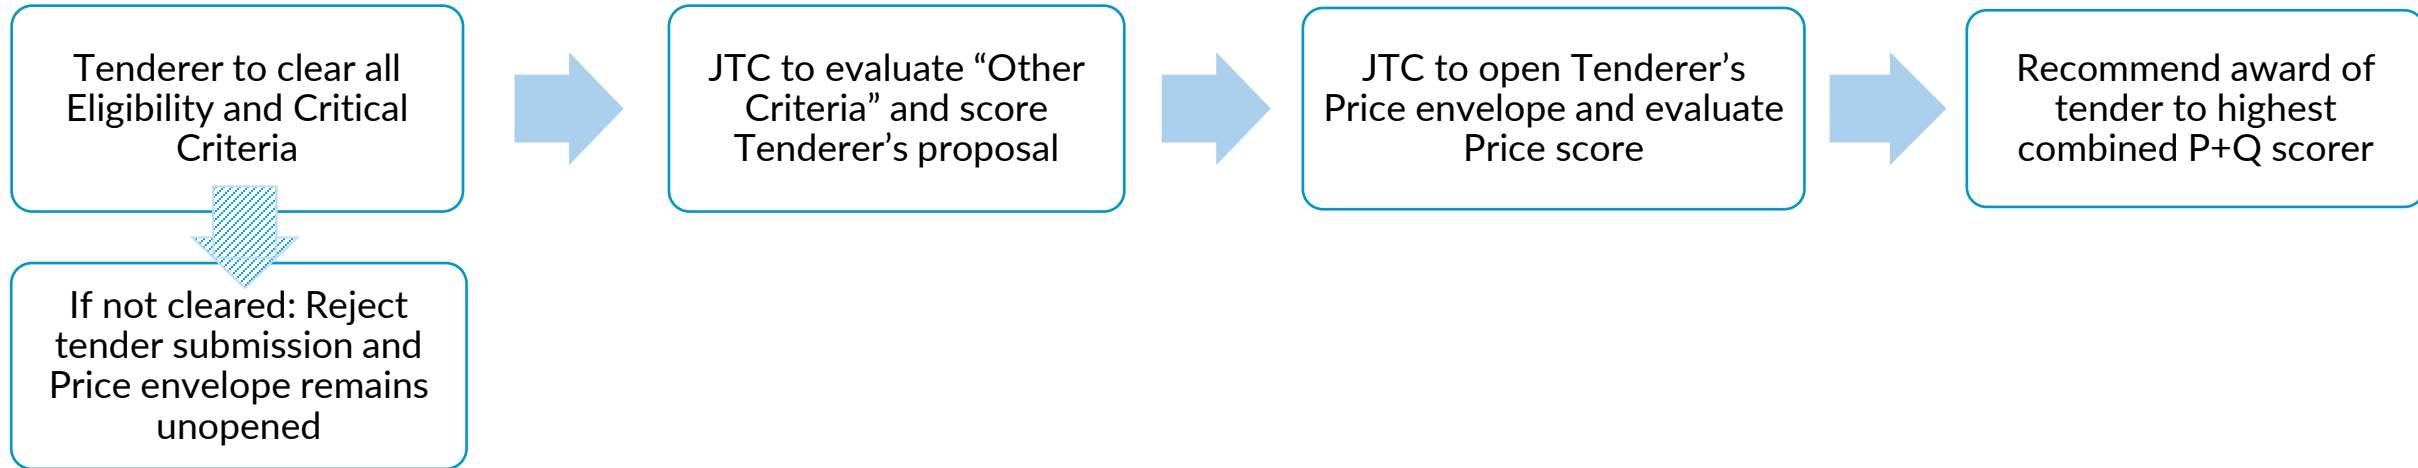 Tenderer to clear all
Eligibility and Critical
Criteria
JTC to evaluate “Other
Criteria” and score
Tenderer’s proposal
JTC to open Tenderer’s
Price envelope and evaluate
Price score
Recommend award of
tender to highest
combined P+Q scorer
If not cleared: Reject
tender submission and
Price envelope remains
unopened